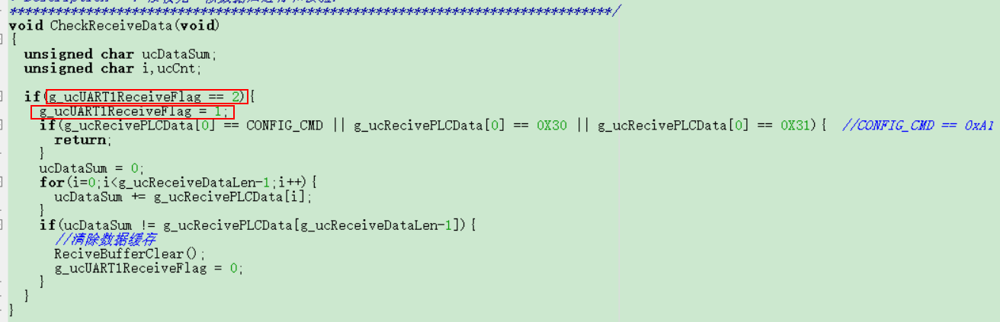 ************************************************************************/
void CheckReceiveData(void)
{
unsigned char ucDataSum;
unsigned char i,ucCnt;
if(g_ucUART1ReceiveFlag == 2){
g_ucUART1ReceiveFlag = 1;
if(g_ucRecivePLCData[0] == CONFIG_CMD || g_ucRecivePLCData[0] == 0X30 || g_ucRecivePLCData[0] == 0X31){ //CONFIG_CMD == 0xA1
return;
}
ucDataSum = 0;
for(i=0;i<g_ucReceiveDataLen-1;i++){
ucDataSum += g_ucRecivePLCData[i];
}
if(ucDataSum != g_ucRecivePLCData[g_ucReceiveDataLen-1]){
//清除数据缓存
ReciveBufferClear();
g_ucUART1ReceiveFlag = 0;
}
}
}